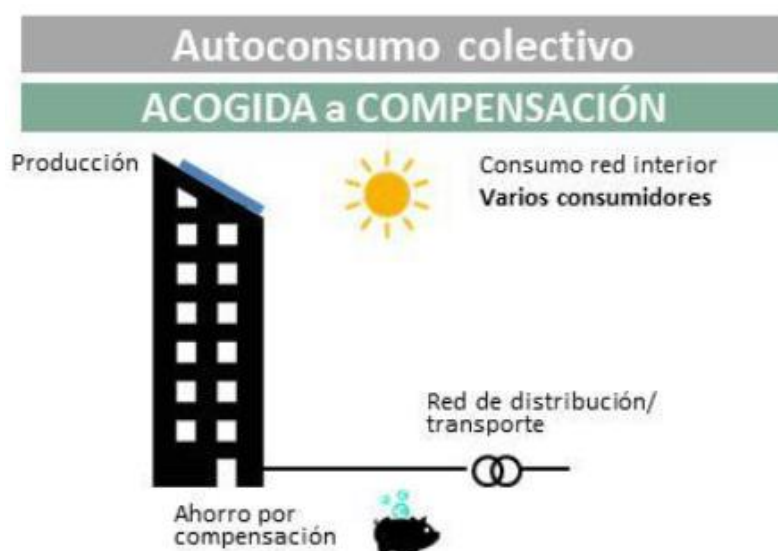 Autoconsumo colectivo
ACOGIDA a COMPENSACIÓN
Producción
Consumo red interior
Varios consumidores
Red de distribución/
transporte
Ahorro por
compensación